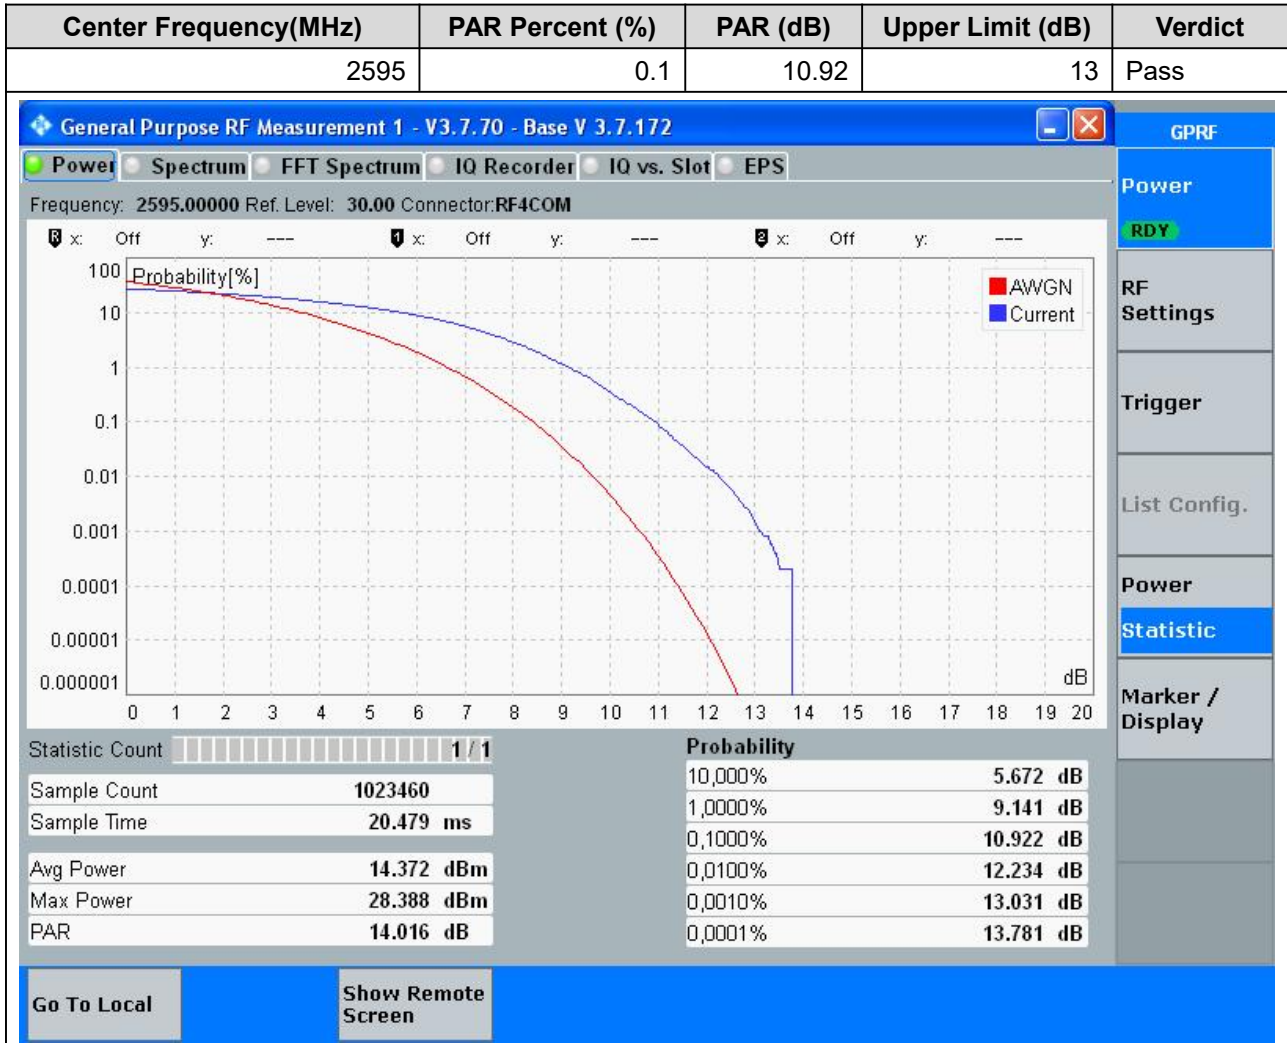 Center Frequency(MHz) PAR Percent (%) PAR (dB) Upper Limit (dB) Verdict
2595 0.1 10.92 13 Pass
General Purpose RF Measurement 1 - V3.7.70 - Base V 3.7.172
GPRF
Power Spectrum FFT Spectrum IQ Recorder IQ vs. Slot EPS
Frequency: 2595.00000 Ref. Level: 30.00 Connector:RF4COM
R x: Off y: --- 1 x: Off y: --- 2 x: Off y: ---
Probability[%]
AWGN
Current
100
10
1
0.1
0.01
0.001
0.0001
0.00001
0.000001
dB
0 1 2 3 4 5 6 7 8 9 10 11 12 13 14 15 16 17 18 19 20
Statistic Count 1 / 1
Sample Count 1023460
Sample Time 20.479 ms
Avg Power 14.372 dBm
Max Power 28.388 dBm
PAR 14.016 dB
Probability
10,000% 5.672 dB
1,0000% 9.141 dB
0,1000% 10.922 dB
0,0100% 12.234 dB
0,0010% 13.031 dB
0,0001% 13.781 dB
Power
RDY
RF
Settings
Trigger
List Config.
Power
Statistic
Marker /
Display
Go To Local
Show Remote
Screen